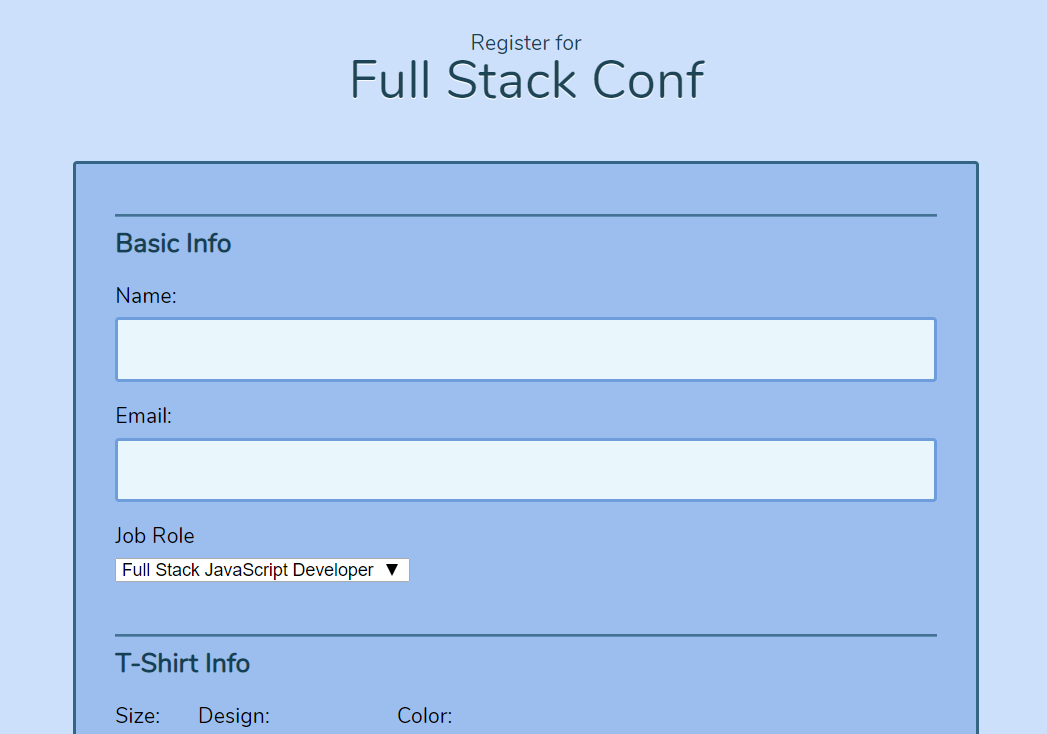 Register for
Full Stack Conf
Basic Info
Name:
Email:
Job Role
Full Stack JavaScript Developer ▼
T-Shirt Info
Size: Design: Color: